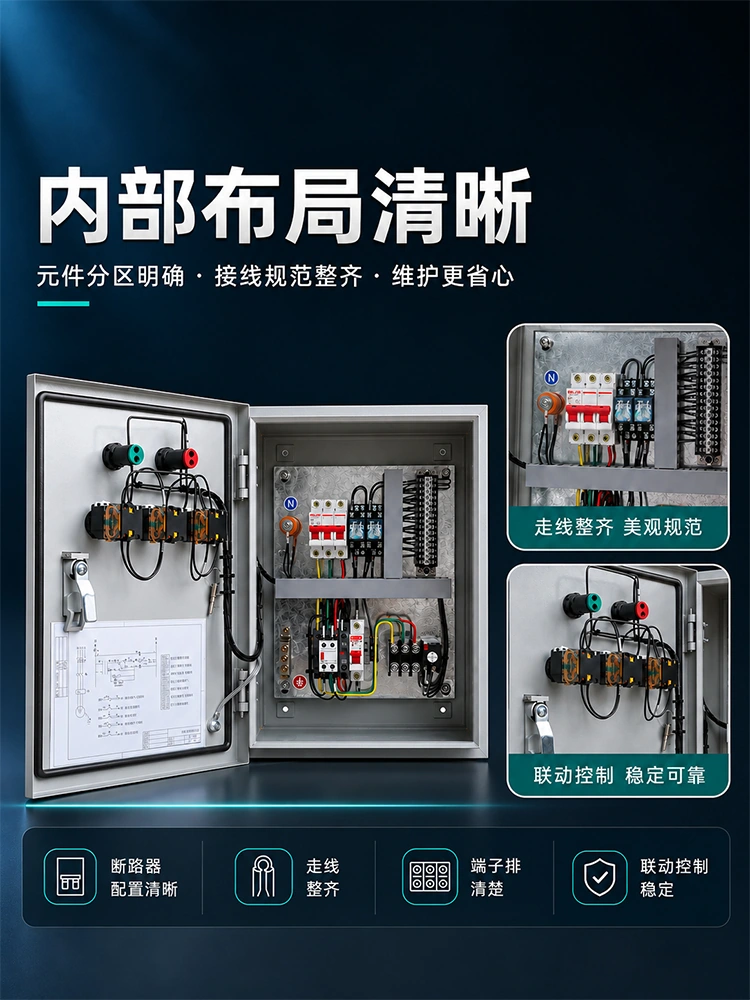 内部布局清晰
元件分区明确 · 接线规范整齐 · 维护更省心
N
走线整齐 美观规范
N
联动控制 稳定可靠
断路器
配置清晰
走线
整齐
端子排
清楚
联动控制
稳定